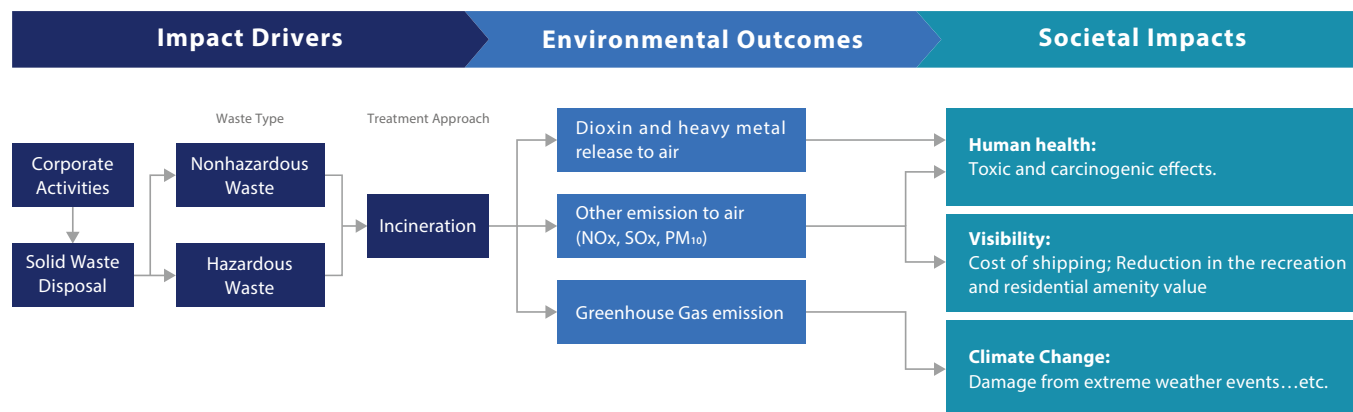 Impact Drivers
Environmental Outcomes
Societal Impacts
Waste Type
Treatment Approach
Corporate
Activities
Solid Waste
Disposal
Nonhazardous
Waste
Hazardous
Waste
Incineration
Dioxin and heavy metal
release to air
Other emission to air
(NOx, SOx, PM₁₀)
Greenhouse Gas emission
Human health:
Toxic and carcinogenic effects.
Visibility:
Cost of shipping; Reduction in the recreation
and residential amenity value
Climate Change:
Damage from extreme weather events…etc.